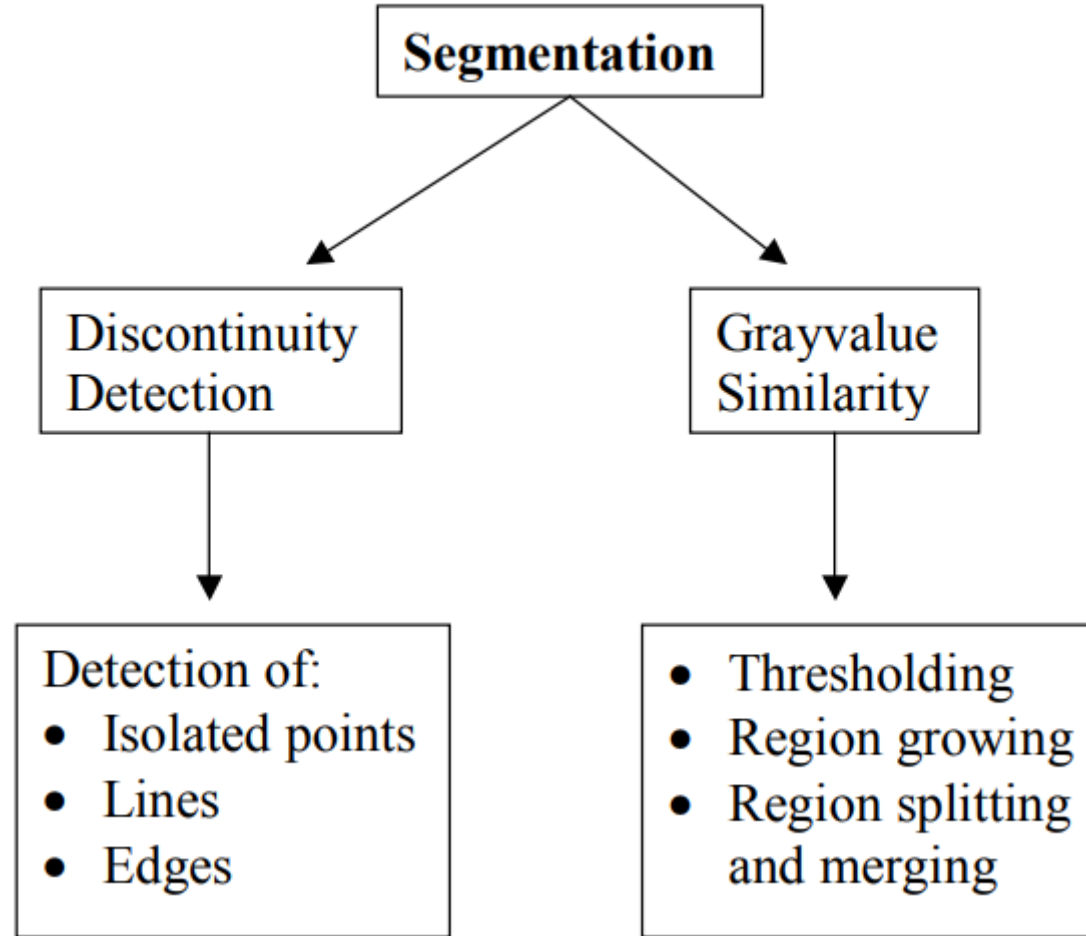 Segmentation
Discontinuity
Detection
Grayvalue
Similarity
Detection of:
• Isolated points
• Lines
• Edges
• Thresholding
• Region growing
• Region splitting
and merging